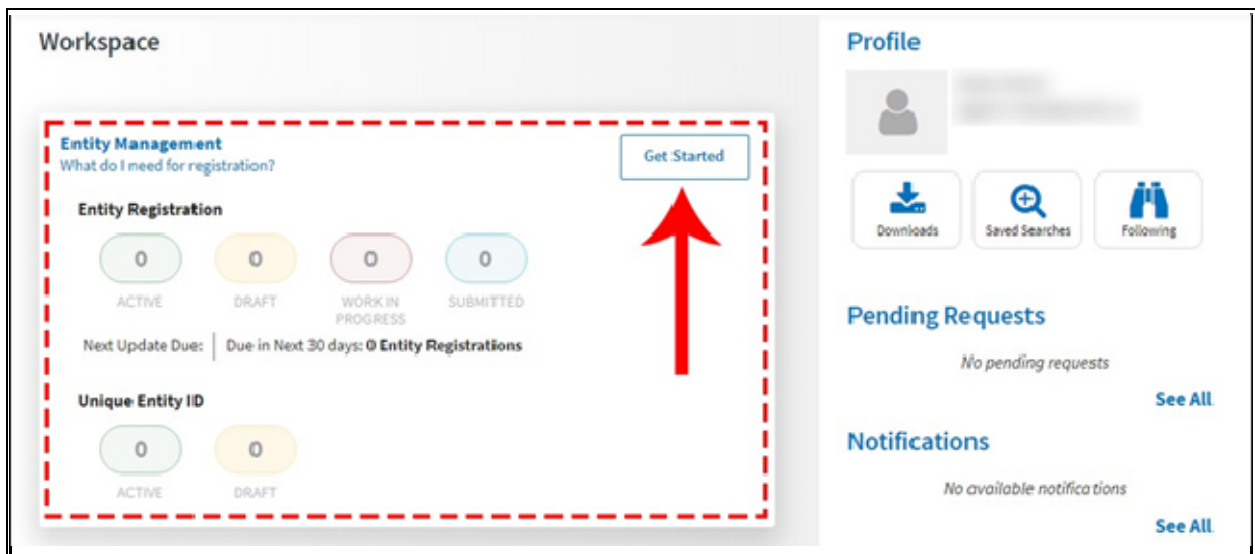 Workspace
Entity Management
What do I need for registration?
Get Started
Entity Registration
0 0 0 0
ACTIVE DRAFT WORK IN PROGRESS SUBMITTED
Next Update Due: Due in Next 30 days: 0 Entity Registrations
Unique Entity ID
0 0
ACTIVE DRAFT
Profile
Downloads Saved Searches Following
Pending Requests
No pending requests
See All
Notifications
No available notifications
See All